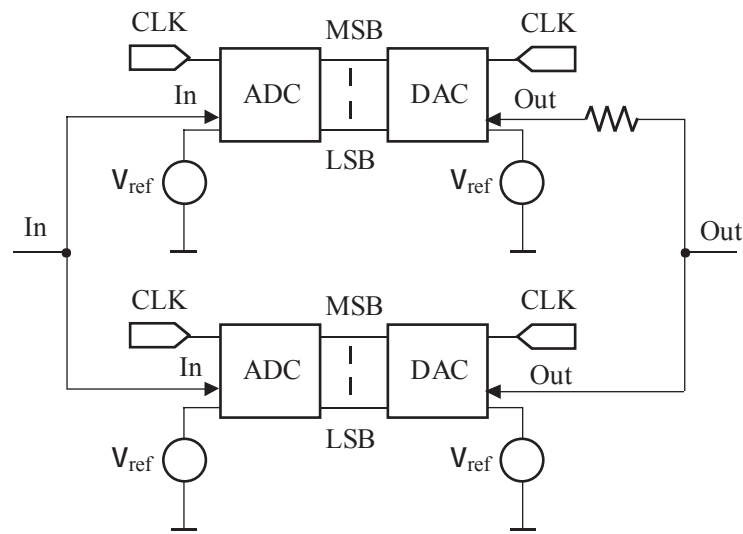 CLK MSB CLK
In ADC DAC Out
LSB
Vref Vref
In Out
CLK MSB CLK
In ADC DAC Out
LSB
Vref Vref